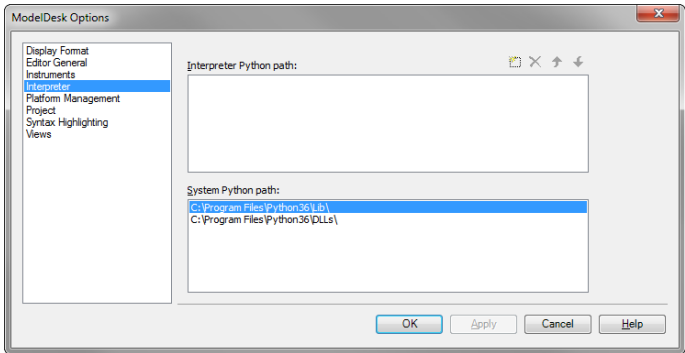 ModelDesk Options
Display Format
Editor General
Instruments
Interpreter
Platform Management
Project
Syntax Highlighting
Views
Interpreter Python path:
System Python path:
C:\Program Files\Python36\Lib\
C:\Program Files\Python36\DLLs\
OK
Apply
Cancel
Help